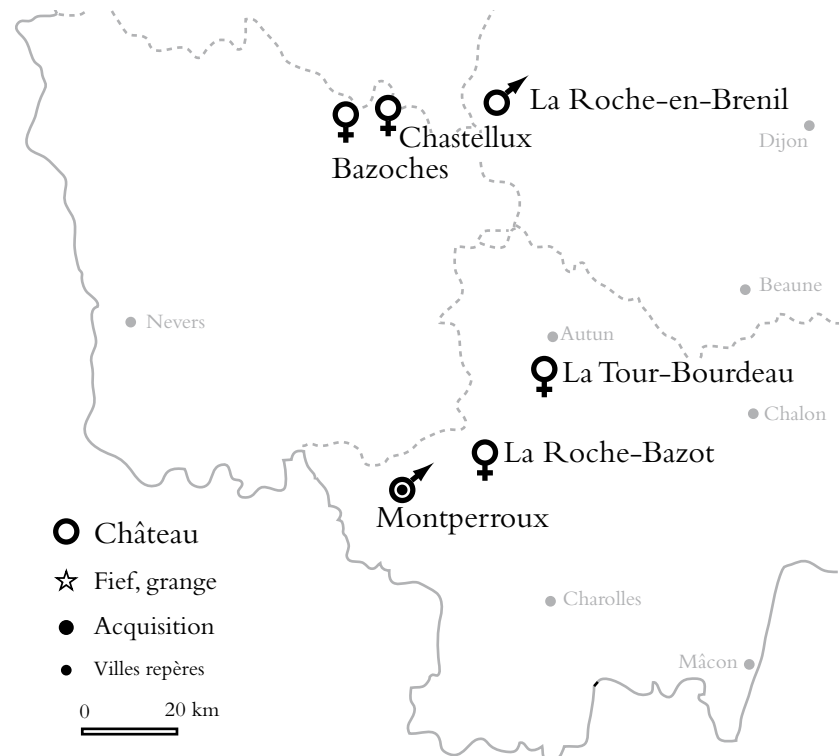 La Roche-en-Brenil
Dijon
Chastellux
Bazoches
Beaune
Nevers
Autun
La Tour-Bourdeau
Chalon
La Roche-Bazot
Montperroux
Château
Fief, grange
Charolles
Acquisition
Mâcon
Villes repères
0 20 km